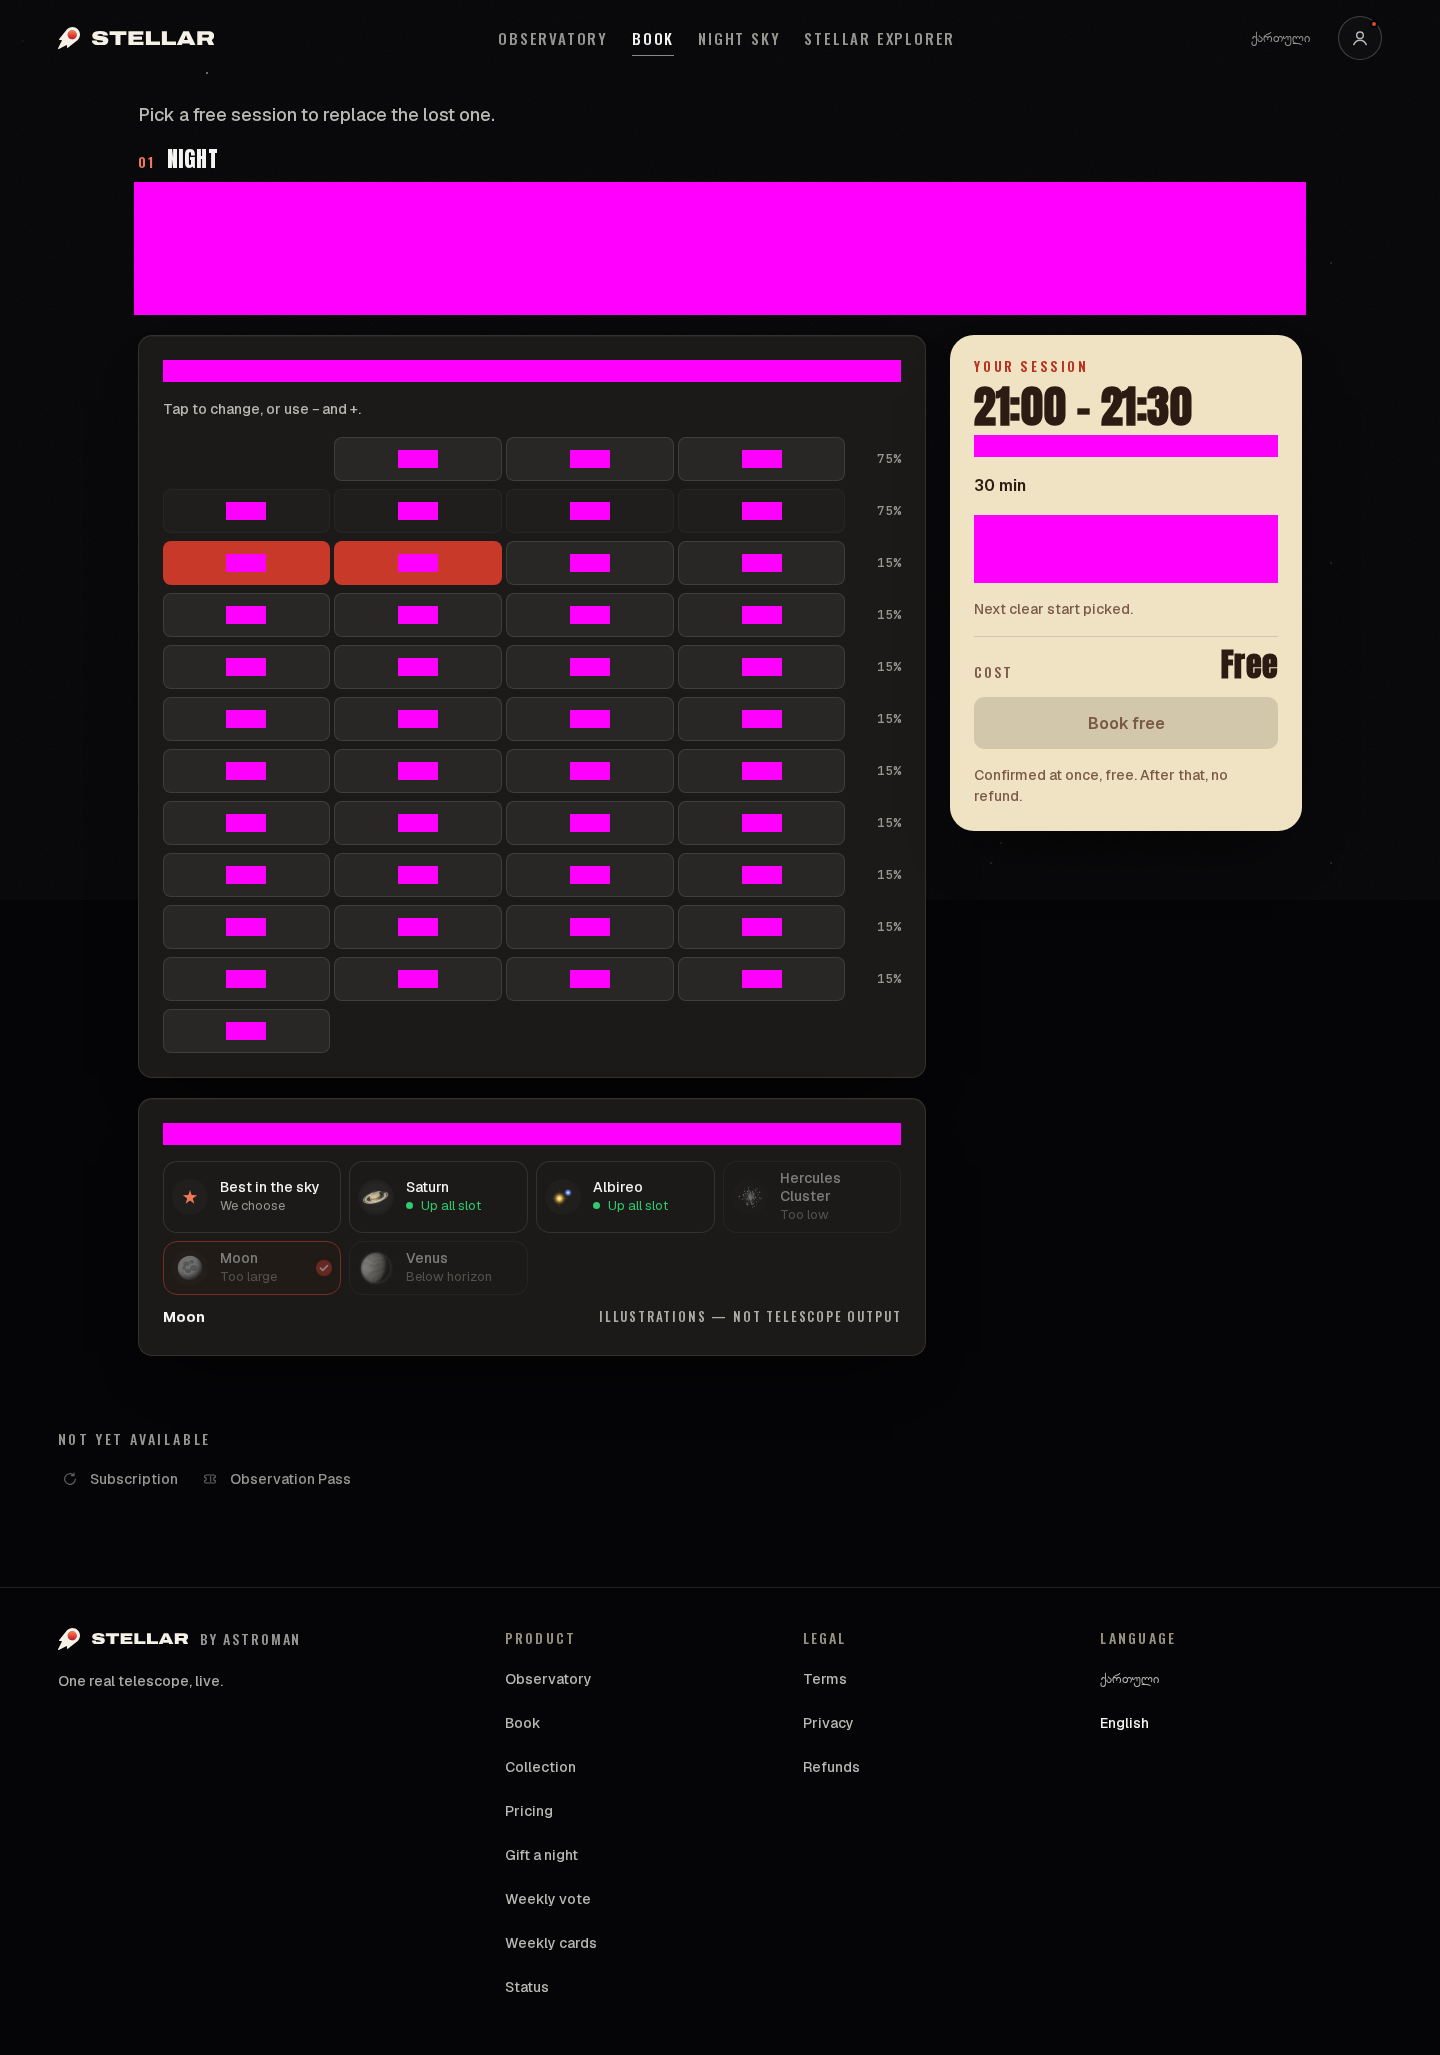 STELLAR
OBSERVATORY BOOK NIGHT SKY STELLAR EXPLORER
ქართული
Pick a free session to replace the lost one.
01 NIGHT
Tap to change, or use – and +.
75%
75%
15%
15%
15%
15%
15%
15%
15%
15%
15%
YOUR SESSION
21:00 – 21:30
30 min
Next clear start picked.
COST Free
Book free
Confirmed at once, free. After that, no
refund.
Best in the sky
We choose
Saturn
Up all slot
Albireo
Up all slot
Hercules
Cluster
Too low
Moon
Too large
Venus
Below horizon
Moon
ILLUSTRATIONS — NOT TELESCOPE OUTPUT
NOT YET AVAILABLE
Subscription Observation Pass
STELLAR BY ASTROMAN
One real telescope, live.
PRODUCT
Observatory
Book
Collection
Pricing
Gift a night
Weekly vote
Weekly cards
Status
LEGAL
Terms
Privacy
Refunds
LANGUAGE
ქართული
English